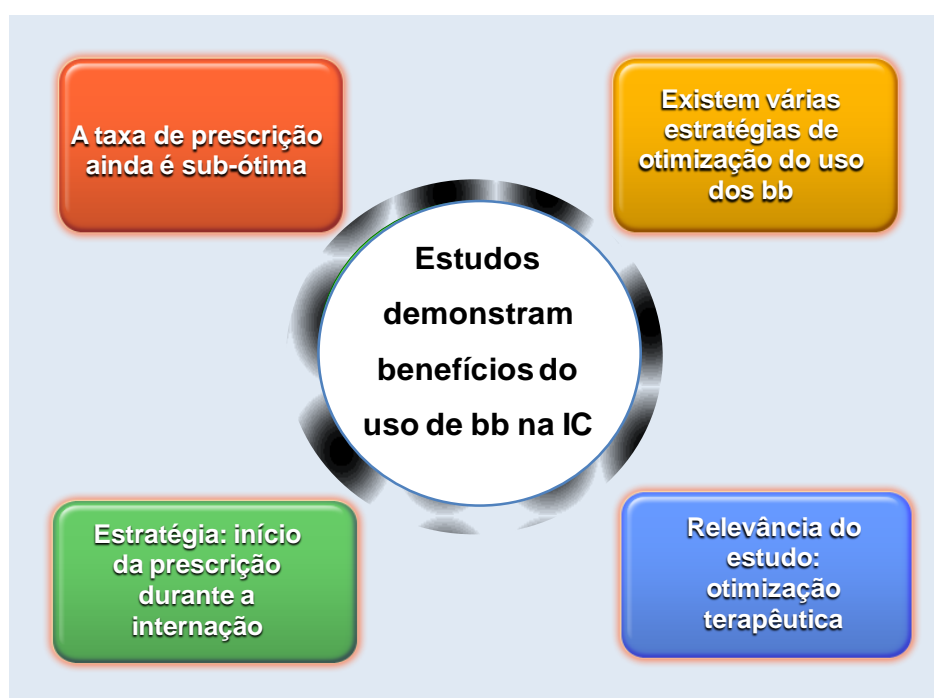 A taxa de prescrição
ainda é sub-ótima
Existem várias
estratégias de
otimização do uso
dos bb
Estudos
demonstram
benefícios do
uso de bb na IC
Estratégia: início
da prescrição
durante a
internação
Relevância do
estudo:
otimização
terapêutica